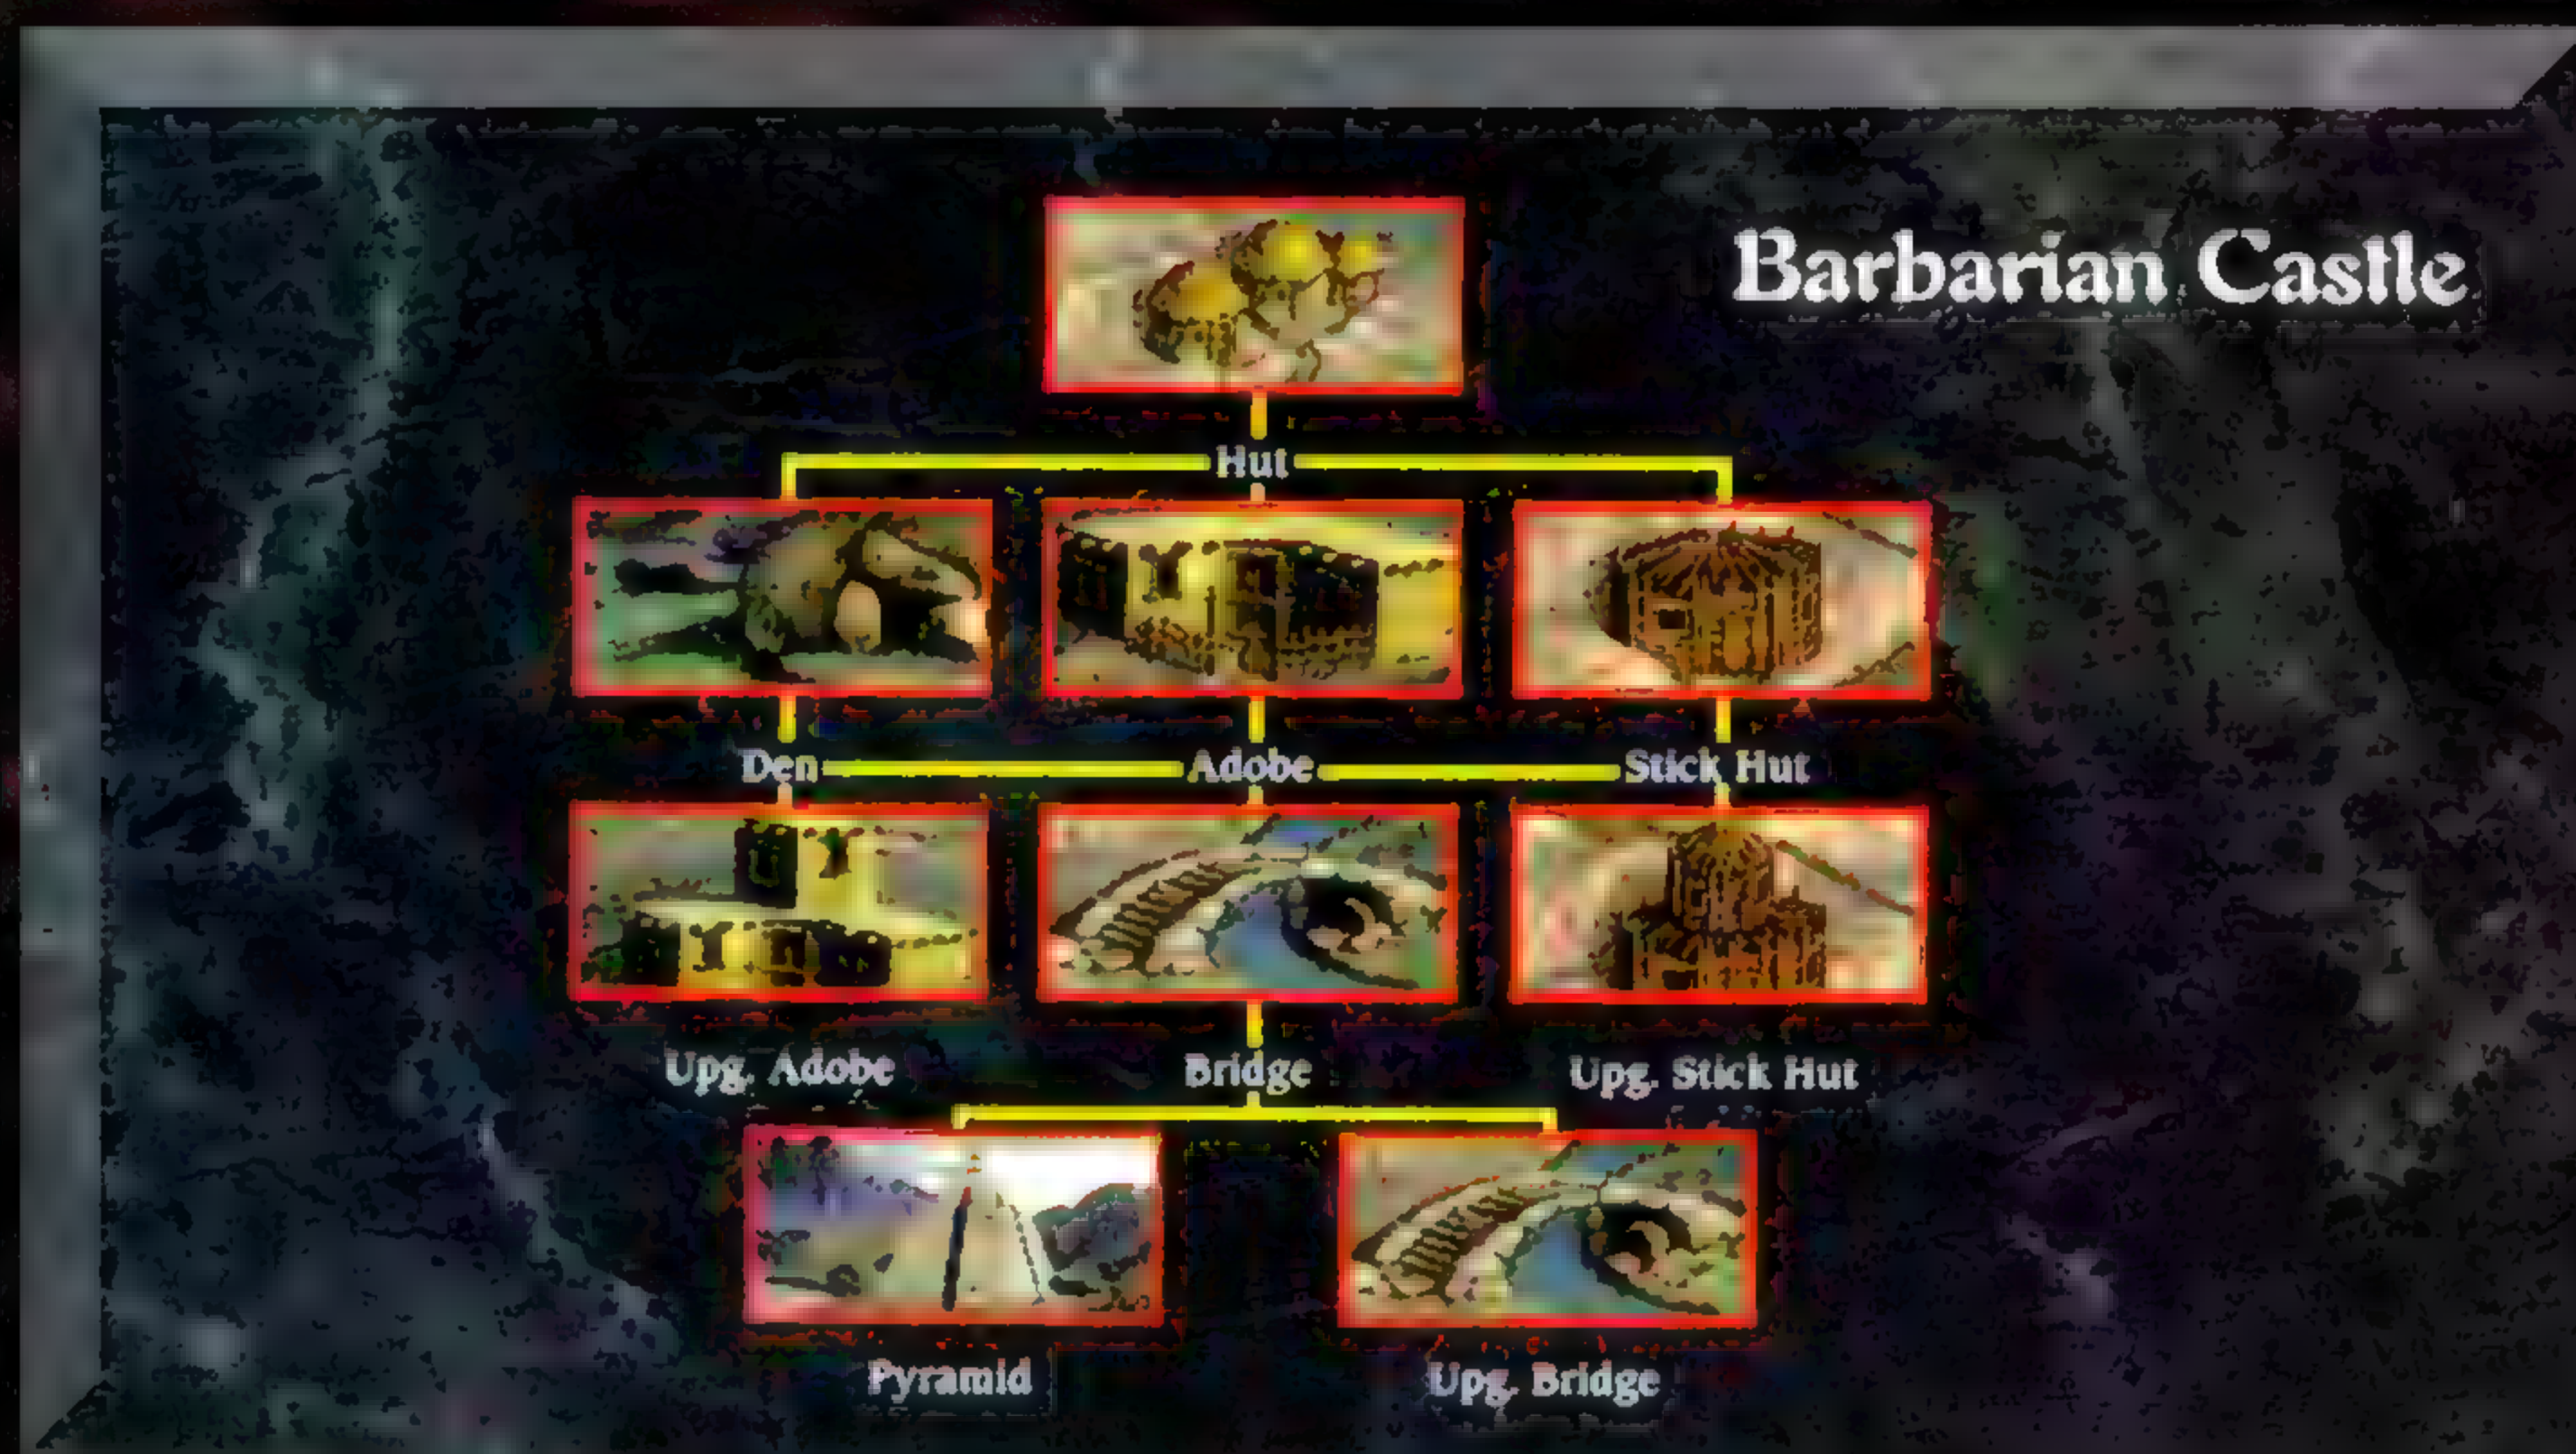 Barbarian Castle
Hut
Den
Adobe
Stick Hut
Upg. Adobe
Bridge
Upg. Stick Hut
Pyramid
Upg. Bridge